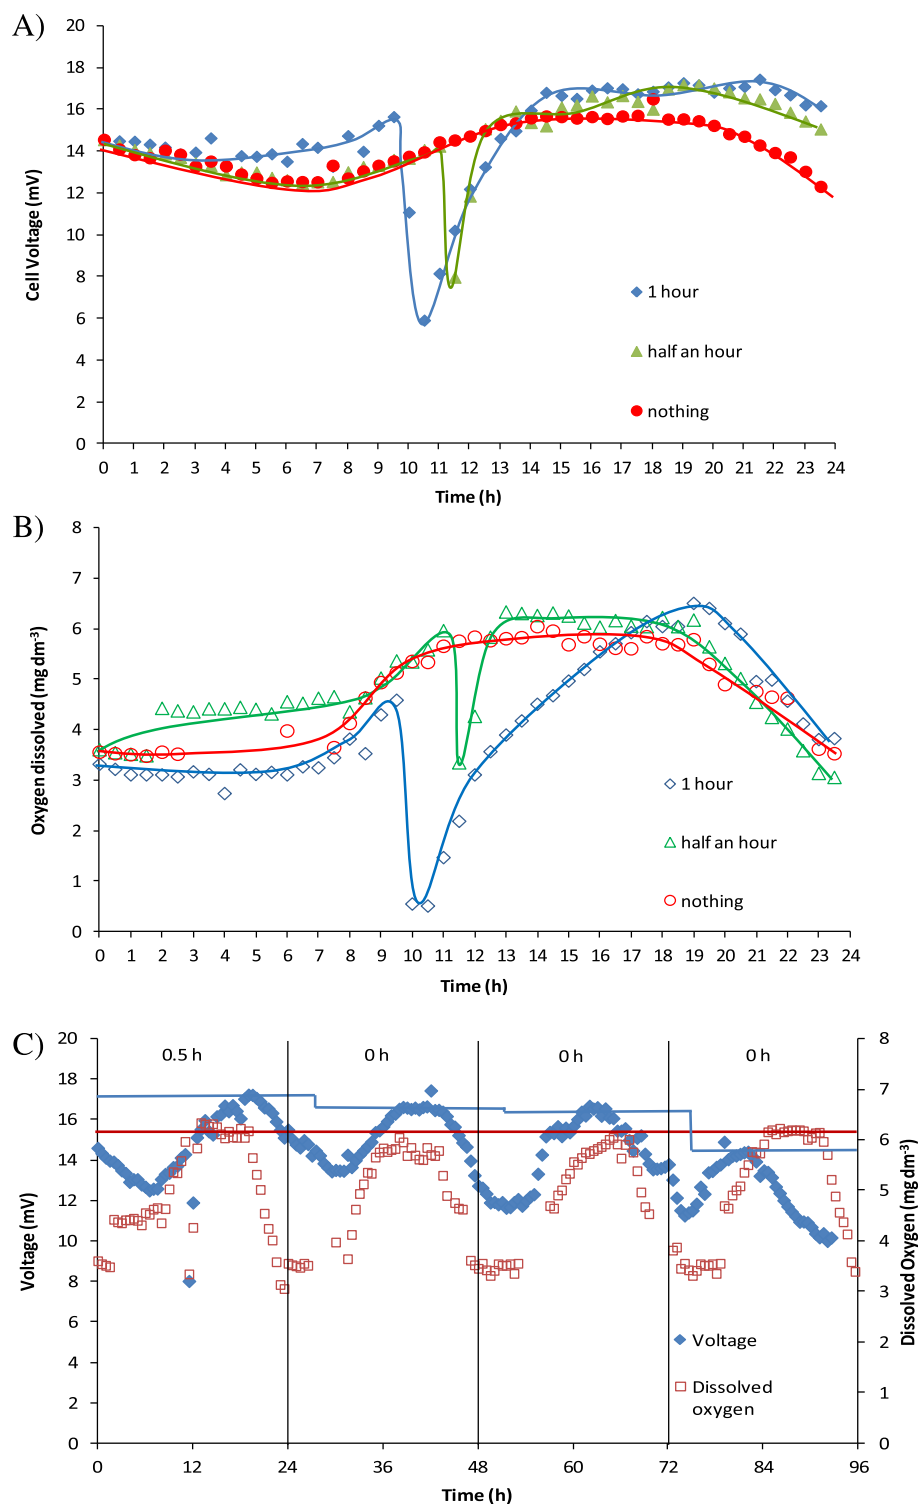 A)
20
18
16
14
12
10
8
6
4
2
0
Cell Voltage (mV)
1 hour
half an hour
nothing
0 1 2 3 4 5 6 7 8 9 10 11 12 13 14 15 16 17 18 19 20 21 22 23 24
Time (h)
B)
8
7
6
5
4
3
2
1
0
Oxygen dissolved (mg dm-3)
1 hour
half an hour
nothing
0 1 2 3 4 5 6 7 8 9 10 11 12 13 14 15 16 17 18 19 20 21 22 23 24
Time (h)
C)
0.5 h 0 h 0 h 0 h
20
18
16
14
12
10
8
6
4
2
0
Voltage (mV)
8
7
6
5
4
3
2
1
0
Dissolved Oxygen (mg dm-3)
Voltage
Dissolved
oxygen
0 12 24 36 48 60 72 84 96
Time (h)